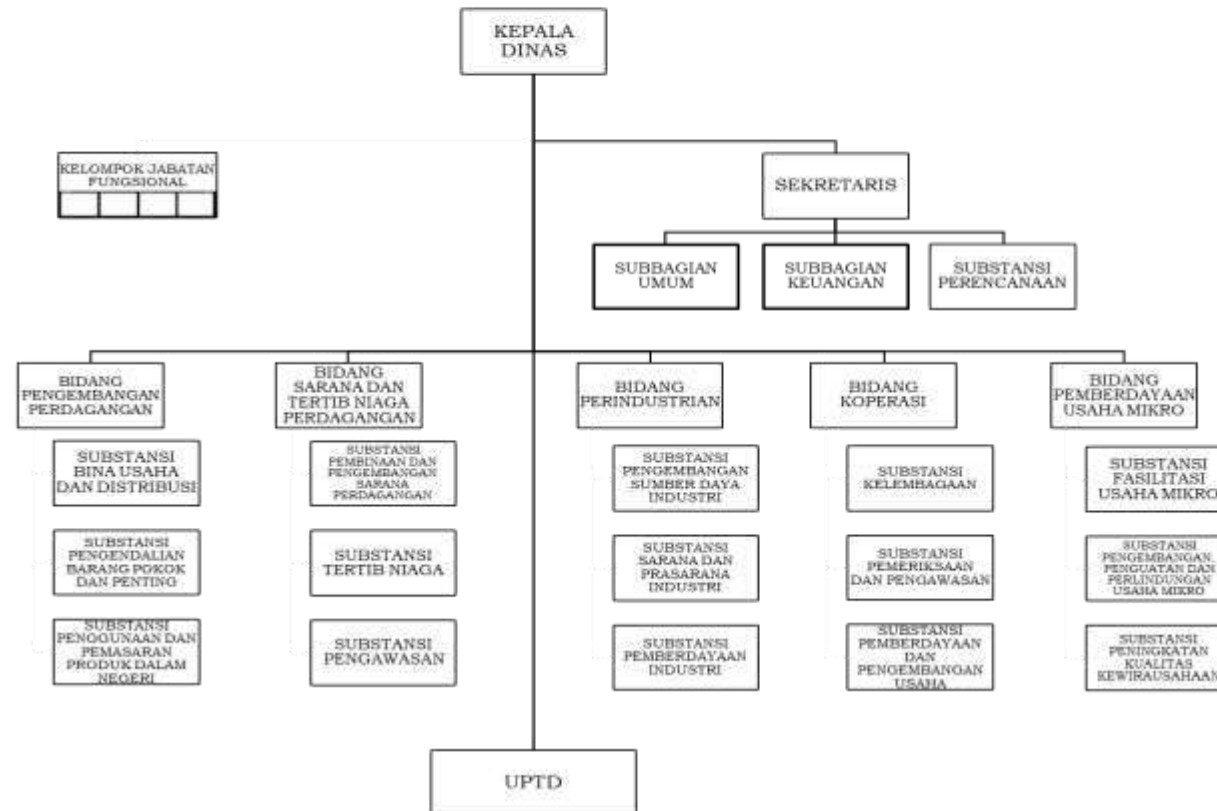 KEPALA
DINAS
KELOMPOK JABATAN
FUNGSIONAL
SEKRETARIS
SUBBAGIAN
UMUM
SUBBAGIAN
KEUANGAN
SUBSTANSI
PERENCANAAN
BIDANG
PENGEMBANGAN
PERDAGANGAN
BIDANG
SARANA DAN
TERTIB NIAGA
PERDAGANGAN
BIDANG
PERINDUSTRIAN
BIDANG
KOPERASI
BIDANG
PEMBERDAYAAN
USAHA MIKRO
SUBSTANSI
BINA USAHA
DAN DISTRIBUSI
SUBSTANSI
PEMBINAAN DAN
PENGEMBANGAN
SARANA
PERDAGANGAN
SUBSTANSI
PENGEMBANGAN
SUMBER DAYA
INDUSTRI
SUBSTANSI
KELEMBAGAAN
SUBSTANSI
FASILITASI
USAHA MIKRO
SUBSTANSI
PENGENDALIAN
BARANG POKOK
DAN PENTING
SUBSTANSI
TERTIB NIAGA
SUBSTANSI
SARANA DAN
PRASARANA
INDUSTRI
SUBSTANSI
PEMERIKSAAN
DAN PENGAWASAN
SUBSTANSI
PENGEMBANGAN,
PENGUATAN DAN
PERLINDUNGAN
USAHA MIKRO
SUBSTANSI
PENGGUNAAN DAN
PEMASARAN
PRODUK DALAM
NEGERI
SUBSTANSI
PENGAWASAN
SUBSTANSI
PEMBERDAYAAN
INDUSTRI
SUBSTANSI
PEMBERDAYAAN
DAN
PENGEMBANGAN
USAHA
SUBSTANSI
PENINGKATAN
KUALITAS
KEWIRAUSAHAAN
UPTD